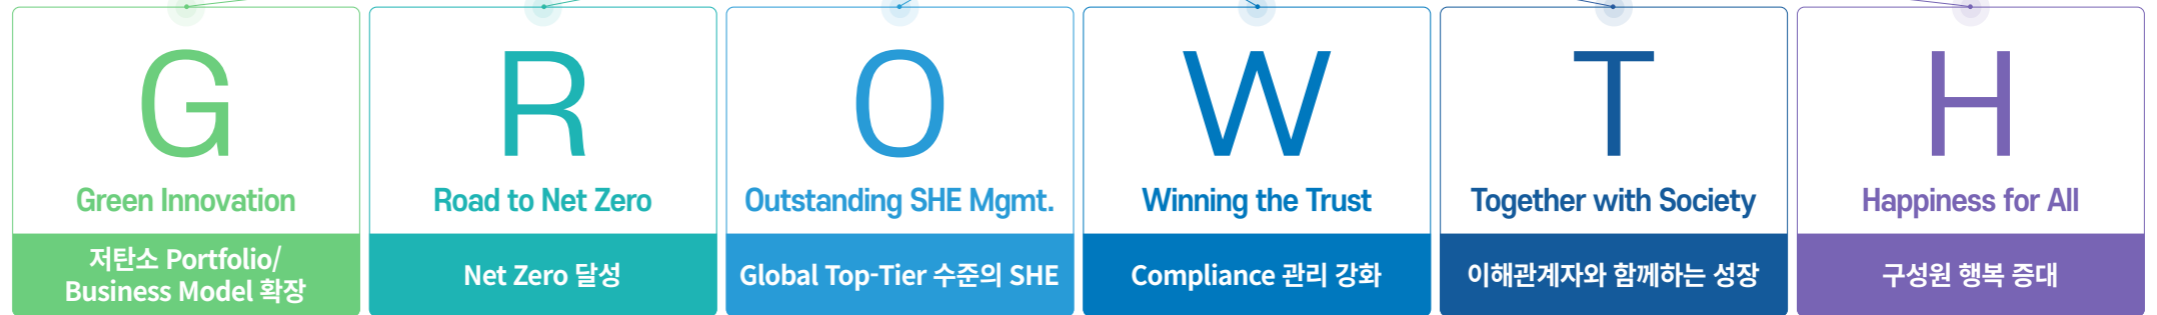 G
Green Innovation
저탄소 Portfolio/
Business Model 확장
R
Road to Net Zero
Net Zero 달성
O
Outstanding SHE Mgmt.
Global Top-Tier 수준의 SHE
W
Winning the Trust
Compliance 관리 강화
T
Together with Society
이해관계자와 함께하는 성장
H
Happiness for All
구성원 행복 증대